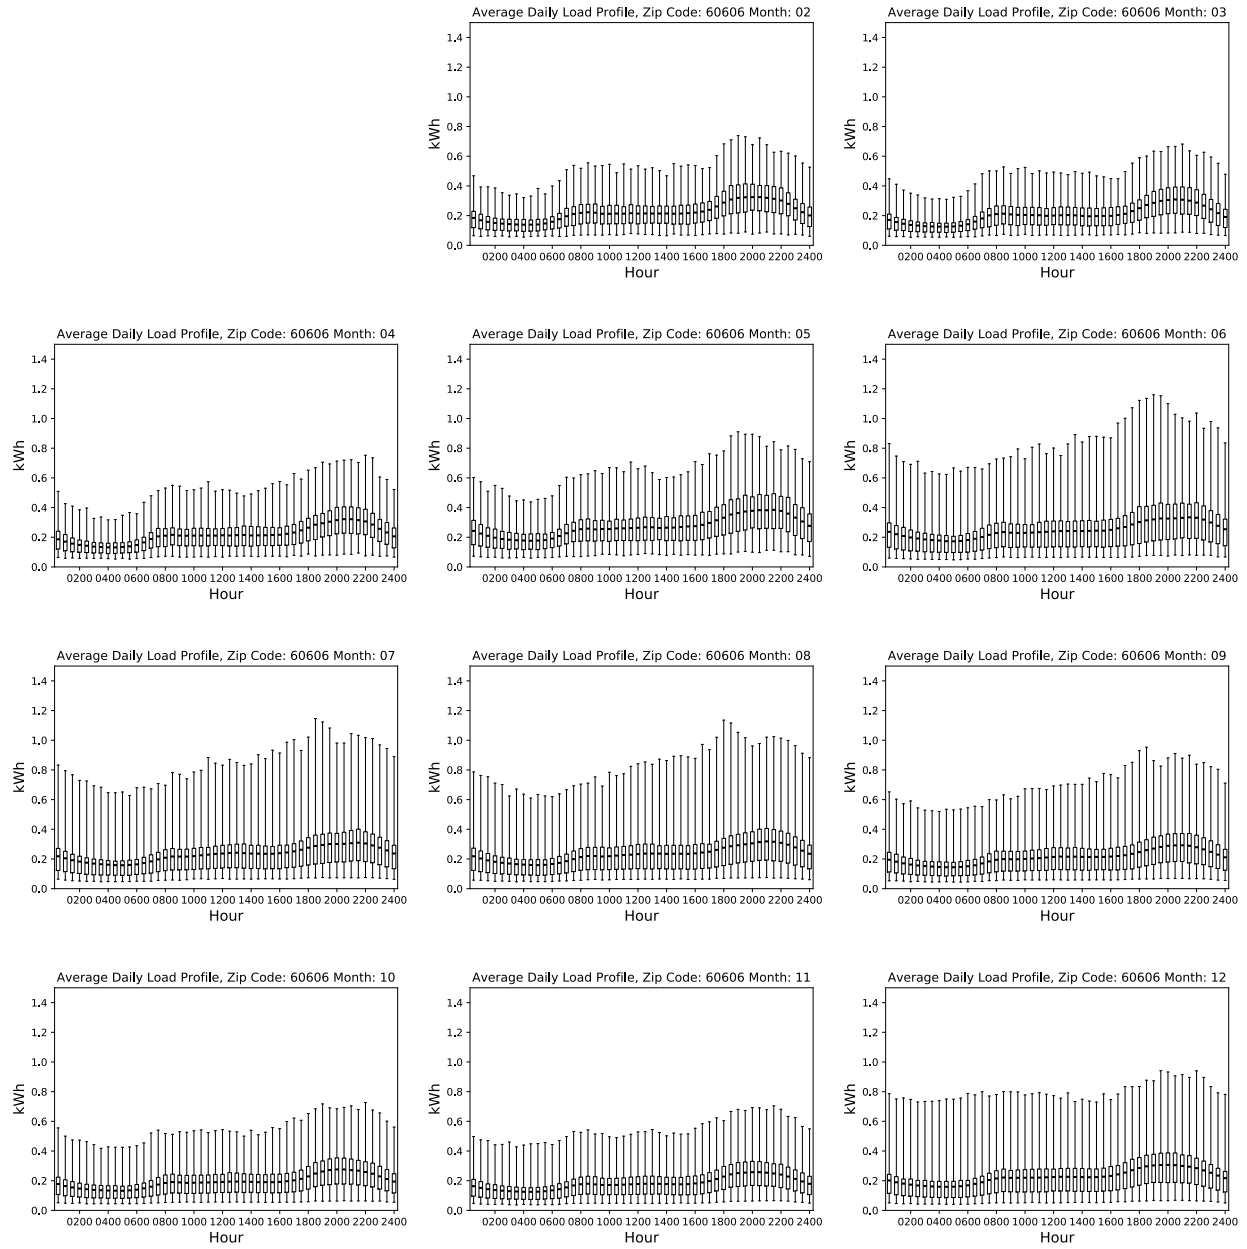 Average Daily Load Profile, Zip Code: 60606 Month: 02
1.4
1.2
1.0
0.8
0.6
0.4
0.2
0.0
kWh
0200 0400 0600 0800 1000 1200 1400 1600 1800 2000 2200 2400
Hour
Average Daily Load Profile, Zip Code: 60606 Month: 03
1.4
1.2
1.0
0.8
0.6
0.4
0.2
0.0
kWh
0200 0400 0600 0800 1000 1200 1400 1600 1800 2000 2200 2400
Hour
Average Daily Load Profile, Zip Code: 60606 Month: 04
1.4
1.2
1.0
0.8
0.6
0.4
0.2
0.0
kWh
0200 0400 0600 0800 1000 1200 1400 1600 1800 2000 2200 2400
Hour
Average Daily Load Profile, Zip Code: 60606 Month: 05
1.4
1.2
1.0
0.8
0.6
0.4
0.2
0.0
kWh
0200 0400 0600 0800 1000 1200 1400 1600 1800 2000 2200 2400
Hour
Average Daily Load Profile, Zip Code: 60606 Month: 06
1.4
1.2
1.0
0.8
0.6
0.4
0.2
0.0
kWh
0200 0400 0600 0800 1000 1200 1400 1600 1800 2000 2200 2400
Hour
Average Daily Load Profile, Zip Code: 60606 Month: 07
1.4
1.2
1.0
0.8
0.6
0.4
0.2
0.0
kWh
0200 0400 0600 0800 1000 1200 1400 1600 1800 2000 2200 2400
Hour
Average Daily Load Profile, Zip Code: 60606 Month: 08
1.4
1.2
1.0
0.8
0.6
0.4
0.2
0.0
kWh
0200 0400 0600 0800 1000 1200 1400 1600 1800 2000 2200 2400
Hour
Average Daily Load Profile, Zip Code: 60606 Month: 09
1.4
1.2
1.0
0.8
0.6
0.4
0.2
0.0
kWh
0200 0400 0600 0800 1000 1200 1400 1600 1800 2000 2200 2400
Hour
Average Daily Load Profile, Zip Code: 60606 Month: 10
1.4
1.2
1.0
0.8
0.6
0.4
0.2
0.0
kWh
0200 0400 0600 0800 1000 1200 1400 1600 1800 2000 2200 2400
Hour
Average Daily Load Profile, Zip Code: 60606 Month: 11
1.4
1.2
1.0
0.8
0.6
0.4
0.2
0.0
kWh
0200 0400 0600 0800 1000 1200 1400 1600 1800 2000 2200 2400
Hour
Average Daily Load Profile, Zip Code: 60606 Month: 12
1.4
1.2
1.0
0.8
0.6
0.4
0.2
0.0
kWh
0200 0400 0600 0800 1000 1200 1400 1600 1800 2000 2200 2400
Hour